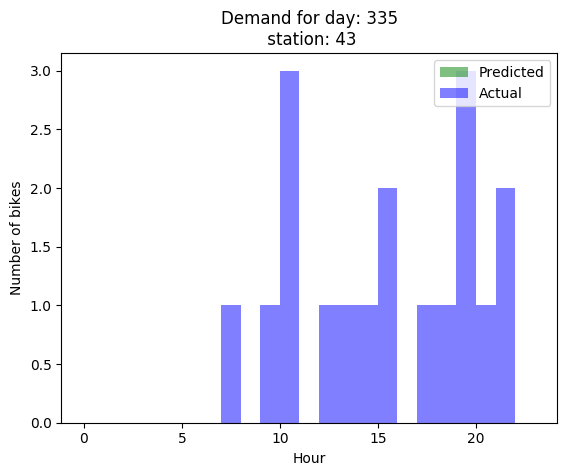 Demand for day: 335
station: 43
Predicted
Actual
3.0
2.5
2.0
1.5
1.0
0.5
0.0
Number of bikes
0 5 10 15 20
Hour